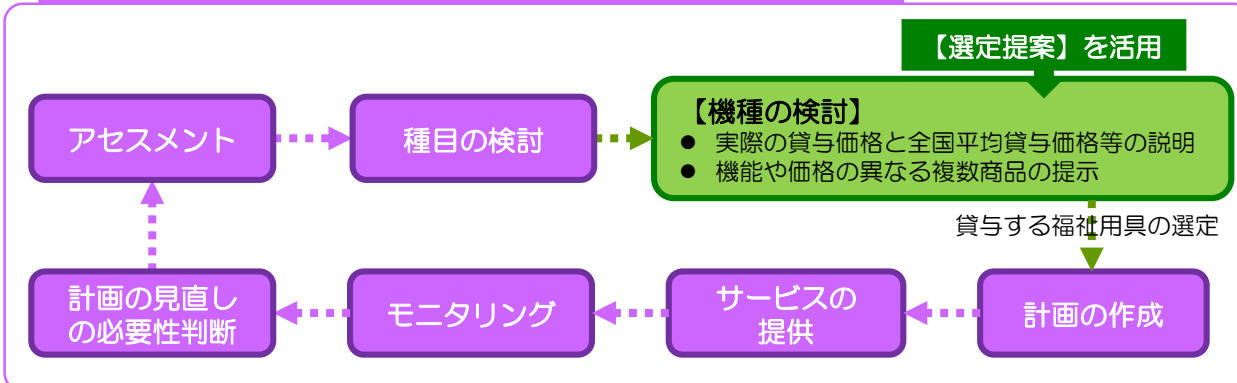 【選定提案】を活用
アセスメント
種目の検討
【機種の検討】
● 実際の貸与価格と全国平均貸与価格等の説明
● 機能や価格の異なる複数商品の提示
貸与する福祉用具の選定
計画の見直し
の必要性判断
モニタリング
サービスの
提供
計画の作成